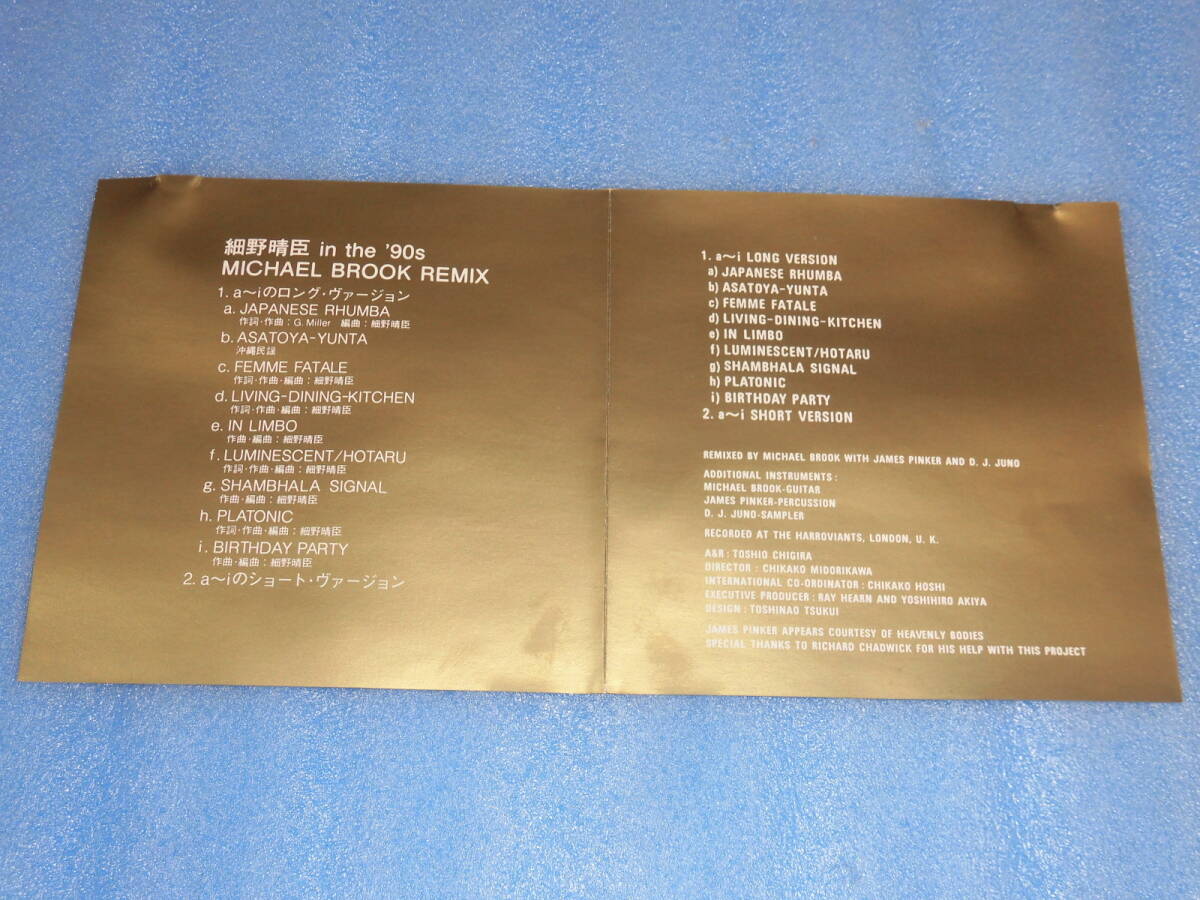 細野晴臣 in the '90s
MICHAEL BROOK REMIX
1. a〜iのロング・ヴァージョン
a. JAPANESE RHUMBA
作詞・作曲：G. Miller 編曲：細野晴臣
b. ASATOYA-YUNTA
沖縄民謡
c. FEMME FATALE
作詞・作曲・編曲：細野晴臣
d. LIVING-DINING-KITCHEN
作詞・作曲・編曲：細野晴臣
e. IN LIMBO
作曲・編曲：細野晴臣
f. LUMINESCENT/HOTARU
作詞・作曲・編曲：細野晴臣
g. SHAMBHALA SIGNAL
作曲・編曲：細野晴臣
h. PLATONIC
作詞・作曲・編曲：細野晴臣
i. BIRTHDAY PARTY
作曲・編曲：細野晴臣
2. a〜iのショート・ヴァージョン
1. a〜i LONG VERSION
a) JAPANESE RHUMBA
b) ASATOYA-YUNTA
c) FEMME FATALE
d) LIVING-DINING-KITCHEN
e) IN LIMBO
f) LUMINESCENT/HOTARU
g) SHAMBHALA SIGNAL
h) PLATONIC
i) BIRTHDAY PARTY
2. a〜i SHORT VERSION
REMIXED BY MICHAEL BROOK WITH JAMES PINKER AND D. J. JUNO
ADDITIONAL INSTRUMENTS :
MICHAEL BROOK-GUITAR
JAMES PINKER-PERCUSSION
D. J. JUNO-SAMPLER
RECORDED AT THE HARROVIANTS, LONDON, U. K.
A&R : TOSHIO CHIGIRA
DIRECTOR : CHIKAKO MIDORIKAWA
INTERNATIONAL CO-ORDINATOR : CHIKAKO HOSHI
EXECUTIVE PRODUCER : RAY HEARN AND YOSHIHIRO AKIYA
DESIGN : TOSHINAO TSUKUI
JAMES PINKER APPEARS COURTESY OF HEAVENLY BODIES
SPECIAL THANKS TO RICHARD CHADWICK FOR HIS HELP WITH THIS PROJECT